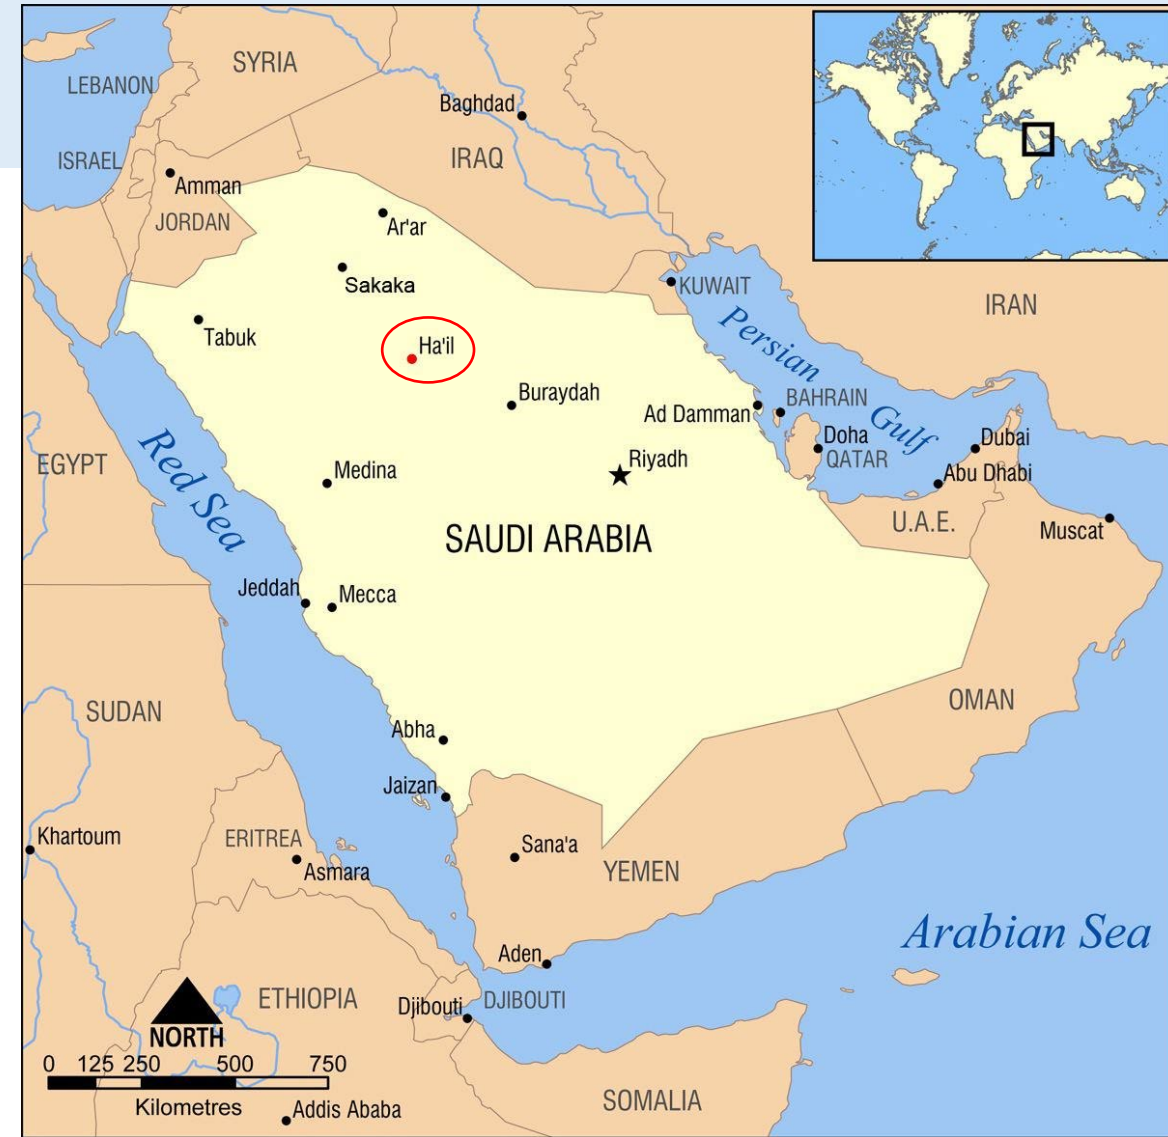 SYRIA
LEBANON
Baghdad
ISRAEL
IRAQ
Amman
JORDAN
Ar'ar
Sakaka
KUWAIT
IRAN
Tabuk
Ha'il
Persian
Gulf
Buraydah
Ad Damman
BAHRAIN
Doha
QATAR
Dubai
Abu Dhabi
EGYPT
Red Sea
Medina
Riyadh
U.A.E.
Muscat
SAUDI ARABIA
Jeddah
Mecca
SUDAN
OMAN
Abha
Jaizan
Khartoum
ERITREA
Asmara
Sana'a
YEMEN
Arabian Sea
Aden
ETHIOPIA
Djibouti
DJIBOUTI
NORTH
0 125 250 500 750
Kilometres
Addis Ababa
SOMALIA